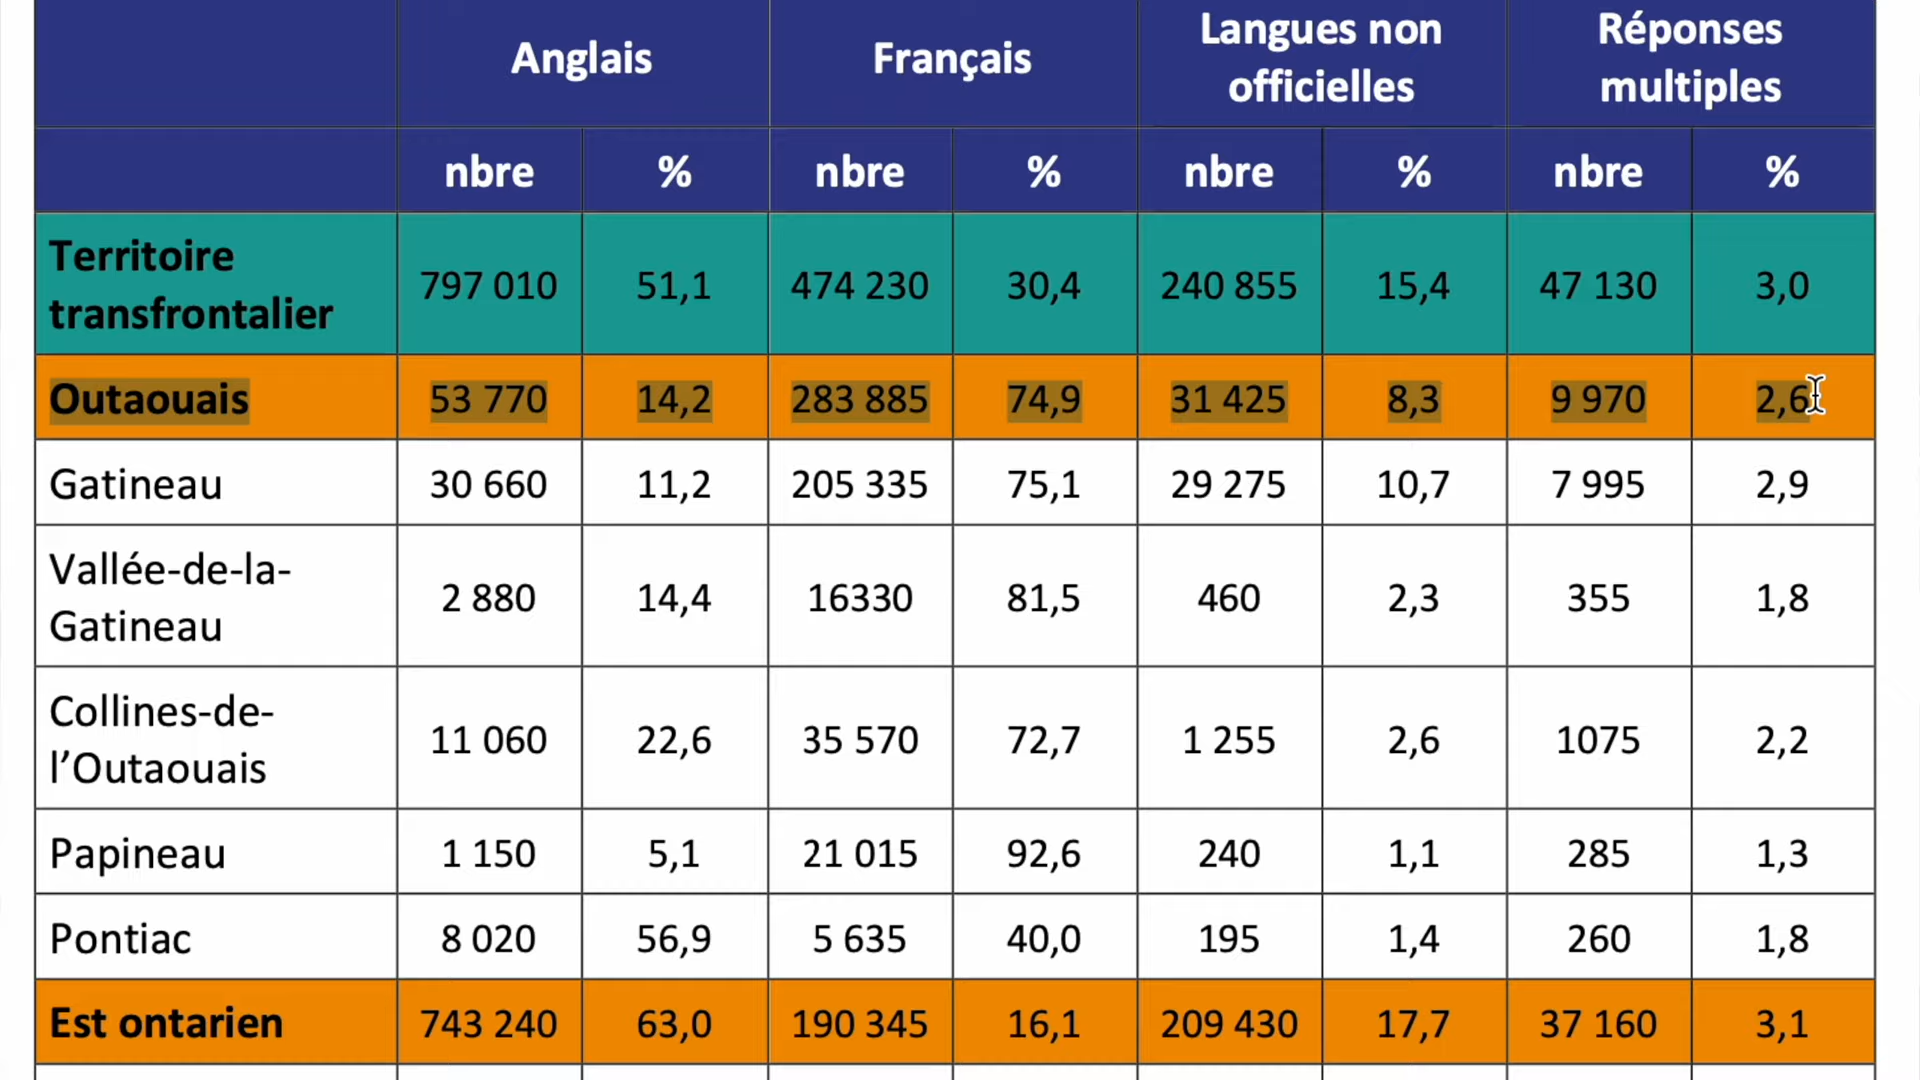 Anglais Français Langues non officielles Réponses multiples
nbre % nbre % nbre % nbre %
Territoire transfrontalier 797 010 51,1 474 230 30,4 240 855 15,4 47 130 3,0
Outaouais 53 770 14,2 283 885 74,9 31 425 8,3 9 970 2,6
Gatineau 30 660 11,2 205 335 75,1 29 275 10,7 7 995 2,9
Vallée-de-la-Gatineau 2 880 14,4 16330 81,5 460 2,3 355 1,8
Collines-de-l’Outaouais 11 060 22,6 35 570 72,7 1 255 2,6 1075 2,2
Papineau 1 150 5,1 21 015 92,6 240 1,1 285 1,3
Pontiac 8 020 56,9 5 635 40,0 195 1,4 260 1,8
Est ontarien 743 240 63,0 190 345 16,1 209 430 17,7 37 160 3,1